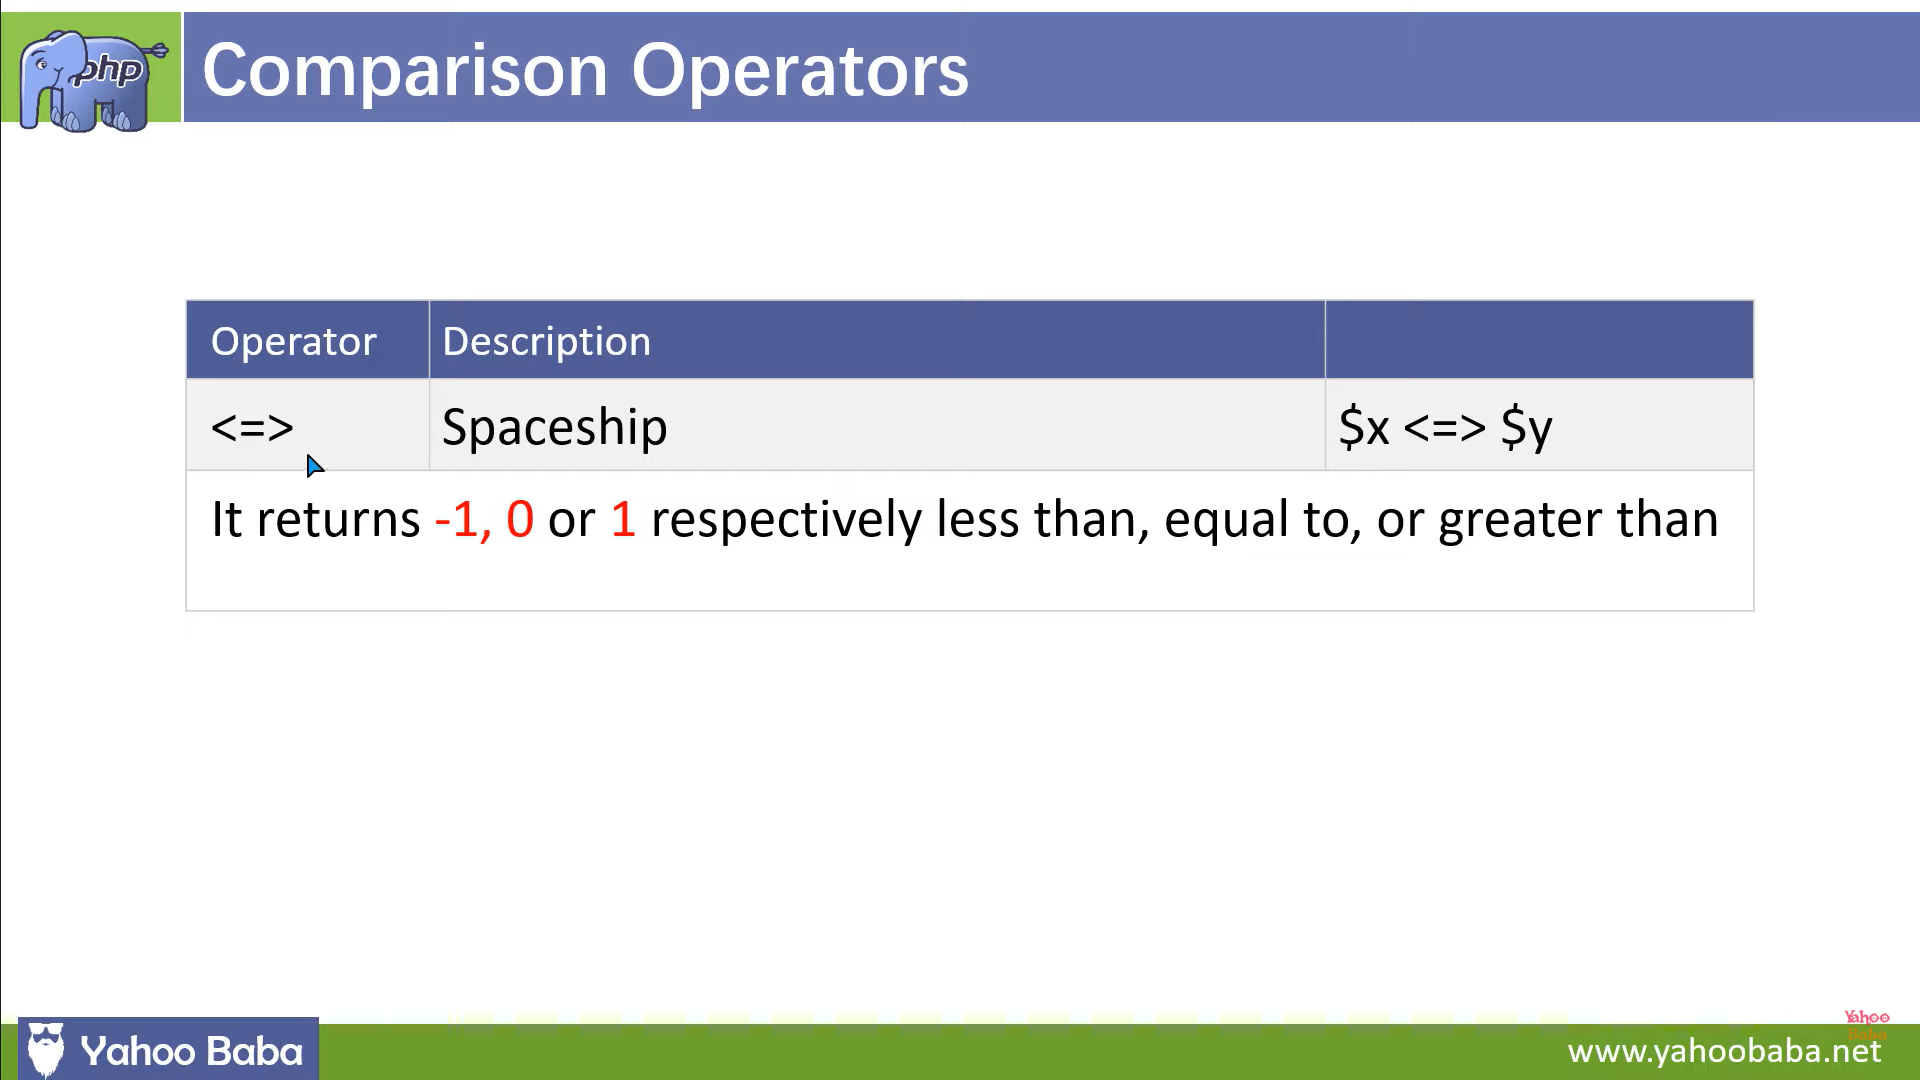 php
Comparison Operators
Operator Description
<=> Spaceship $x <=> $y
It returns -1, 0 or 1 respectively less than, equal to, or greater than
Yahoo
Baba
Yahoo Baba
www.yahoobaba.net